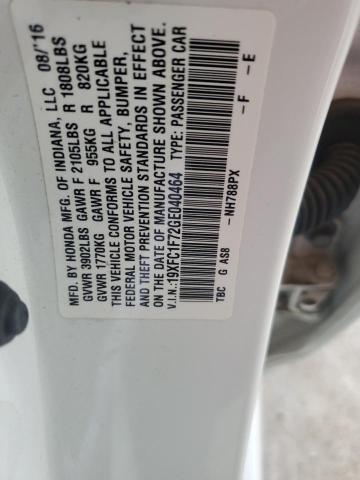 MFD. BY HONDA MFG. OF INDIANA, LLC 08/'16
GVWR 3902LBS GAWR F 2105LBS R 1808LBS
GVWR 1770KG GAWR F 955KG R 820KG
THIS VEHICLE CONFORMS TO ALL APPLICABLE
FEDERAL MOTOR VEHICLE SAFETY, BUMPER,
AND THEFT PREVENTION STANDARDS IN EFFECT
ON THE DATE OF MANUFACTURE SHOWN ABOVE.
V.I.N.:19XFC1F72GE040464 TYPE: PASSENGER CAR
-NH788PX -F -E
TBC G AS8